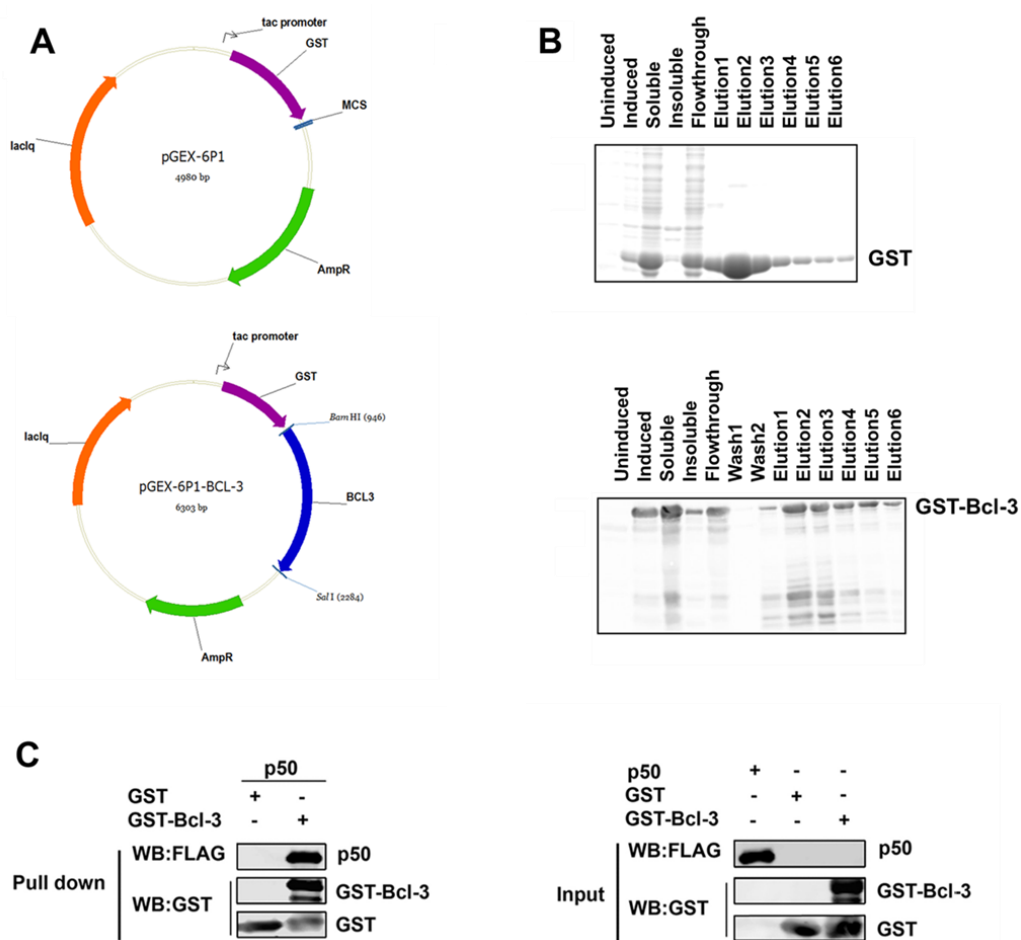 A
tac promoter
GST
MCS
lacIq
pGEX-6P1
4980 bp
AmpR
tac promoter
GST
BamHI (946)
lacIq
pGEX-6P1-BCL-3
6303 bp
BCL3
SalI (2284)
AmpR
B
Uninduced
Induced
Soluble
Insoluble
Flowthrough
Elution1
Elution2
Elution3
Elution4
Elution5
Elution6
GST
Uninduced
Induced
Soluble
Insoluble
Flowthrough
Wash1
Wash2
Elution1
Elution2
Elution3
Elution4
Elution5
Elution6
GST-Bcl-3
C
p50
GST + -
GST-Bcl-3 - +
Pull down
WB:FLAG p50
WB:GST GST-Bcl-3
GST
p50 + - -
GST - + -
GST-Bcl-3 - - +
Input
WB:FLAG p50
WB:GST GST-Bcl-3
GST